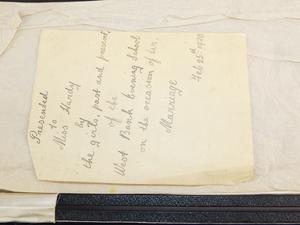 Presented
to
Miss Hardy
by
the girls, past and present,
of the
West Bank Evening School
on the occasion of her
Marriage
Feb 25th 1920